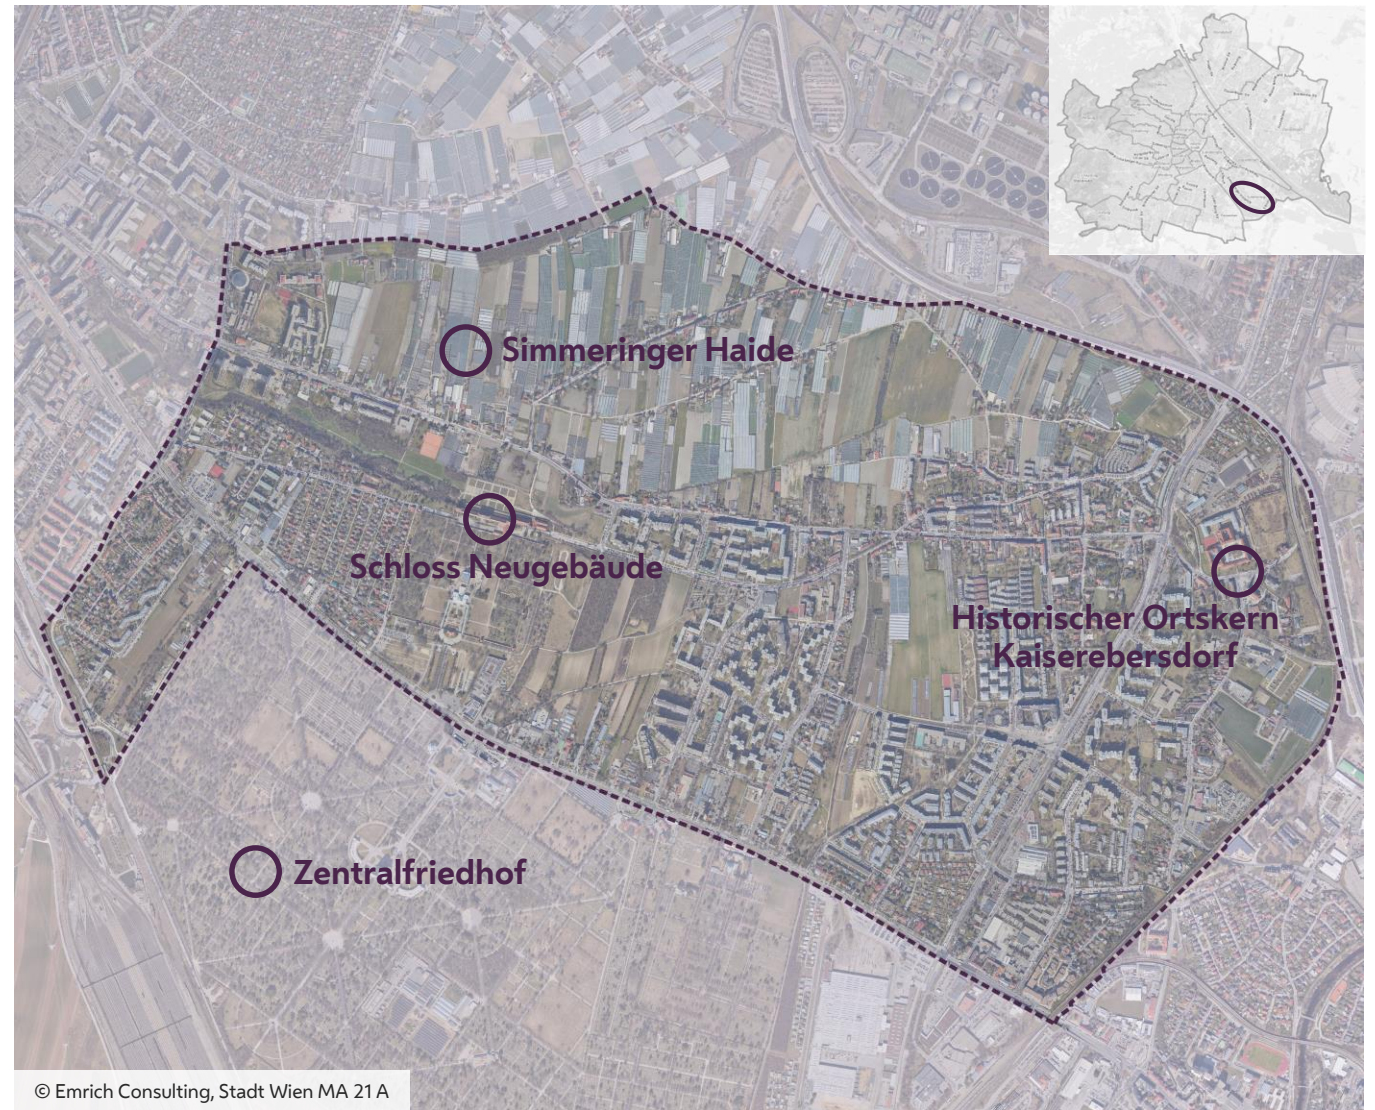 Simmeringer Haide
Schloss Neugebäude
Historischer Ortskern
Kaiserebersdorf
Zentralfriedhof
© Emrich Consulting, Stadt Wien MA 21 A